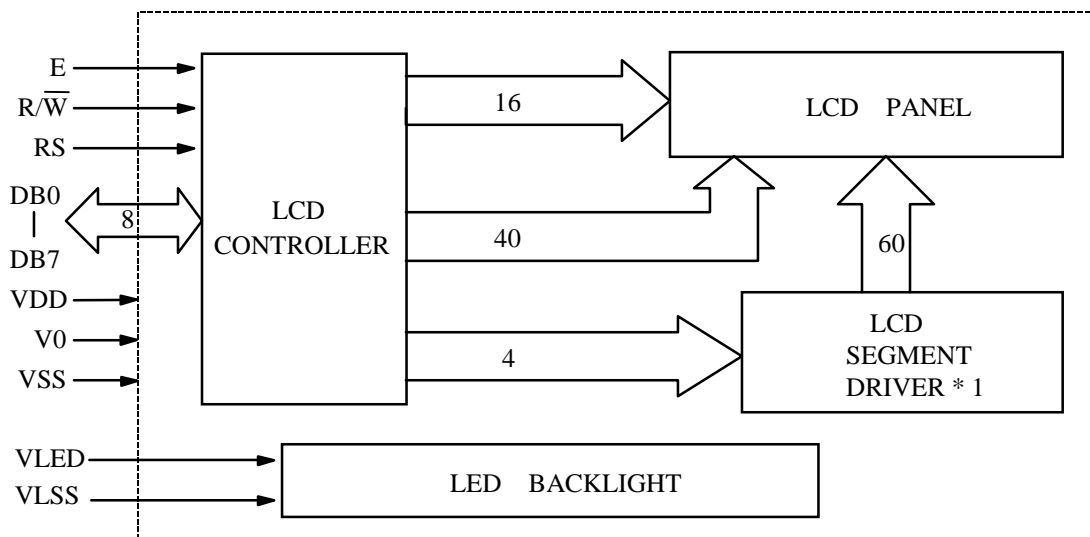 E
R/W̅
RS
DB0
DB7
8
VDD
V0
VSS
VLED
VLSS
LCD
CONTROLLER
16
40
4
LCD PANEL
60
LCD
SEGMENT
DRIVER * 1
LED BACKLIGHT